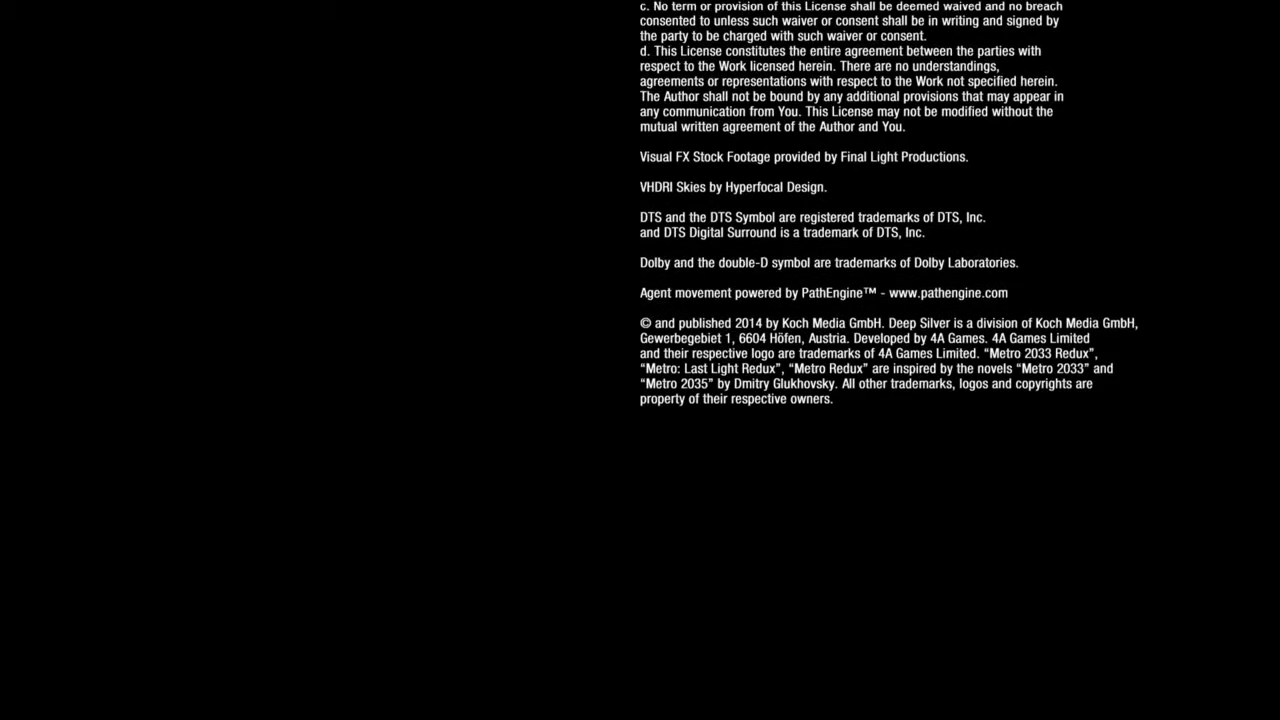 c. No term or provision of this License shall be deemed waived and no breach
consented to unless such waiver or consent shall be in writing and signed by
the party to be charged with such waiver or consent.
d. This License constitutes the entire agreement between the parties with
respect to the Work licensed herein. There are no understandings,
agreements or representations with respect to the Work not specified herein.
The Author shall not be bound by any additional provisions that may appear in
any communication from You. This License may not be modified without the
mutual written agreement of the Author and You.
Visual FX Stock Footage provided by Final Light Productions.
VHDRI Skies by Hyperfocal Design.
DTS and the DTS Symbol are registered trademarks of DTS, Inc.
and DTS Digital Surround is a trademark of DTS, Inc.
Dolby and the double-D symbol are trademarks of Dolby Laboratories.
Agent movement powered by PathEngine™ - www.pathengine.com
© and published 2014 by Koch Media GmbH. Deep Silver is a division of Koch Media GmbH,
Gewerbegebiet 1, 6604 Höfen, Austria. Developed by 4A Games. 4A Games Limited
and their respective logo are trademarks of 4A Games Limited. “Metro 2033 Redux”,
“Metro: Last Light Redux”, “Metro Redux” are inspired by the novels “Metro 2033” and
“Metro 2035” by Dmitry Glukhovsky. All other trademarks, logos and copyrights are
property of their respective owners.